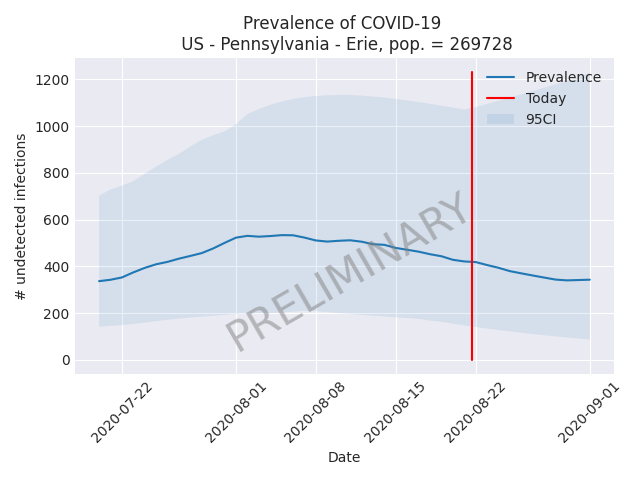 Prevalence of COVID-19
US - Pennsylvania - Erie, pop. = 269728
# undetected infections
1200
1000
800
600
400
200
0
Prevalence
Today
95CI
PRELIMINARY
2020-07-22
2020-08-01
2020-08-08
2020-08-15
2020-08-22
2020-09-01
Date